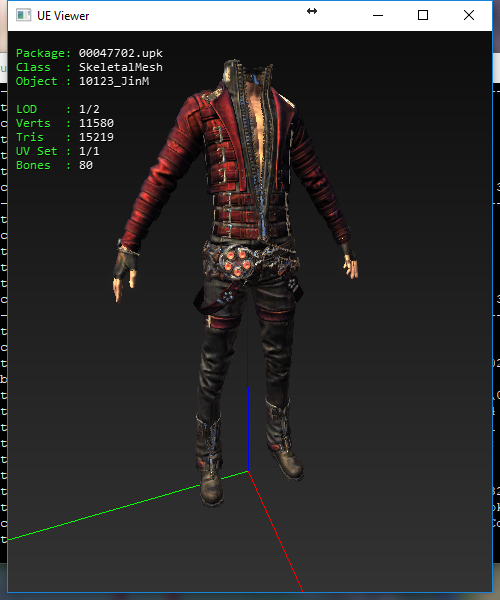 UE Viewer
Package: 00047702.upk
Class : SkeletalMesh
Object : 10123_JinM
LOD : 1/2
Verts : 11580
Tris : 15219
UV Set : 1/1
Bones : 80